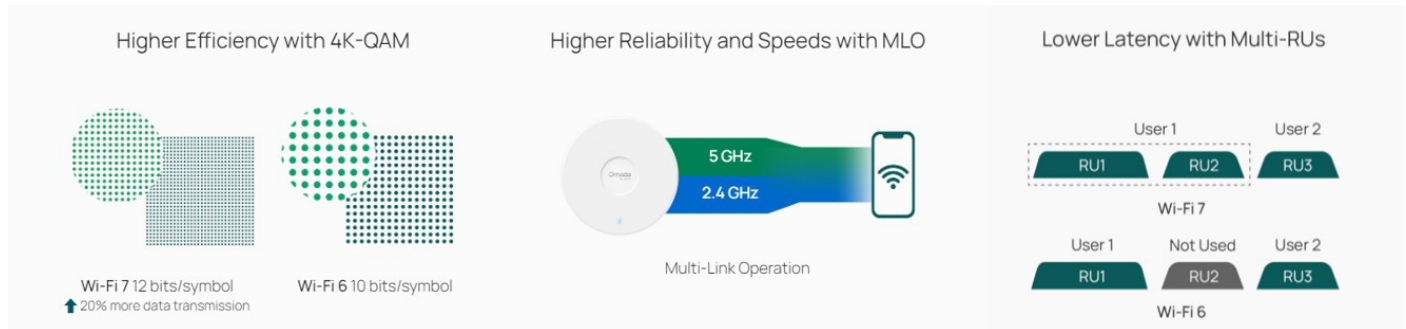 Higher Efficiency with 4K-QAM
Wi-Fi 7 12 bits/symbol
20% more data transmission
Wi-Fi 6 10 bits/symbol
Higher Reliability and Speeds with MLO
Omada
5 GHz
2.4 GHz
Multi-Link Operation
Lower Latency with Multi-RUs
User 1 User 2
RU1 RU2 RU3
Wi-Fi 7
User 1 Not Used User 2
RU1 RU2 RU3
Wi-Fi 6